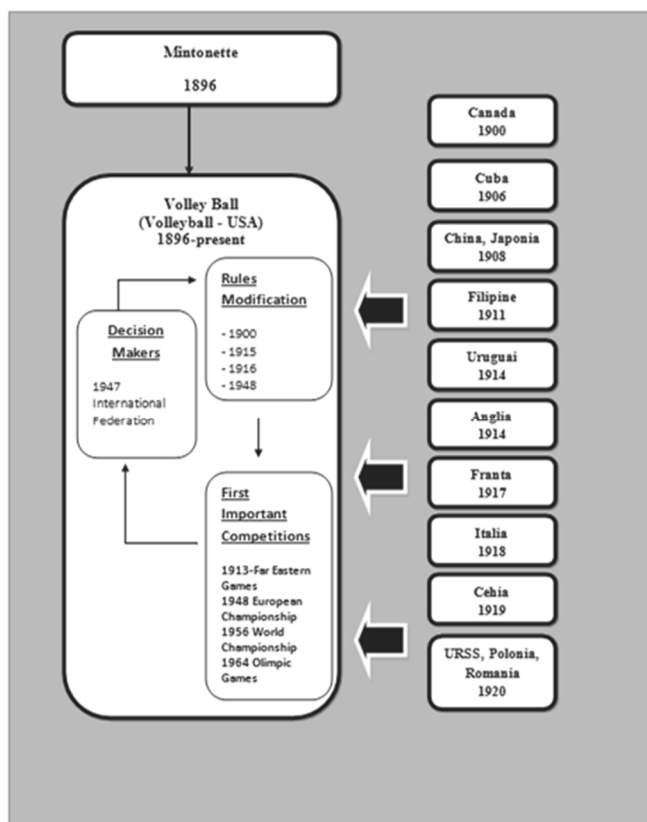 Mintonette
1896
Volley Ball
(Volleyball - USA)
1896-present
Rules
Modification
- 1900
- 1915
- 1916
- 1948
Decision
Makers
1947
International
Federation
First
Important
Competitions
1913-Far Eastern
Games
1948 European
Championship
1956 World
Championship
1964 Olimpic
Games
Canada
1900
Cuba
1906
China, Japonia
1908
Filipine
1911
Uruguai
1914
Anglia
1914
Franta
1917
Italia
1918
Cehia
1919
URSS, Polonia,
Romania
1920